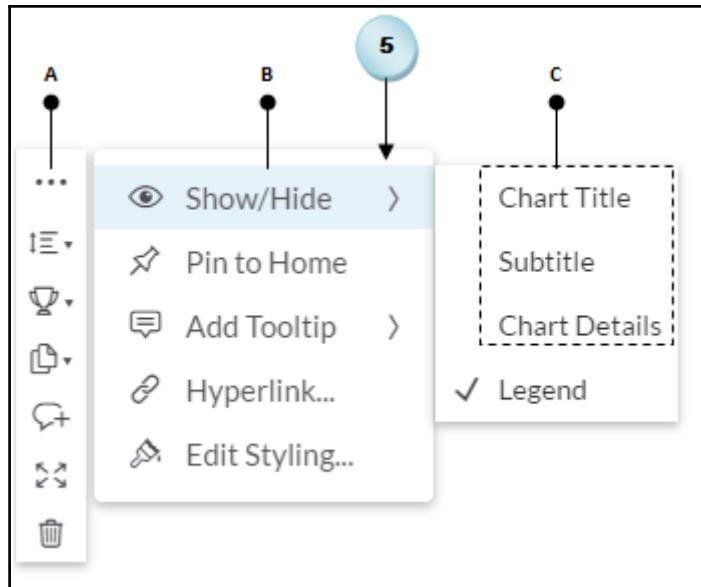 5
A
B
C
Show/Hide
Pin to Home
Add Tooltip
Hyperlink...
Edit Styling...
Chart Title
Subtitle
Chart Details
Legend